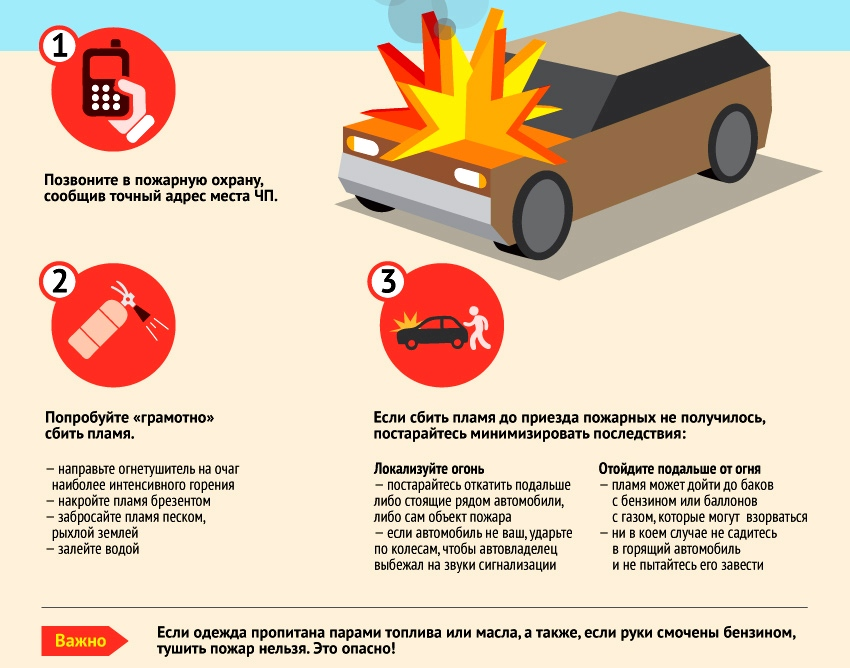 1
Позвоните в пожарную охрану,
сообщив точный адрес места ЧП.
2
Попробуйте «грамотно»
сбить пламя.
– направьте огнетушитель на очаг
наиболее интенсивного горения
– накройте пламя брезентом
– забросайте пламя песком,
рыхлой землей
– залейте водой
3
Если сбить пламя до приезда пожарных не получилось,
постарайтесь минимизировать последствия:
Локализуйте огонь
– постарайтесь откатить подальше
либо стоящие рядом автомобили,
либо сам объект пожара
– если автомобиль не ваш, ударьте
по колесам, чтобы автовладелец
выбежал на звуки сигнализации
Отойдите подальше от огня
– пламя может дойти до баков
с бензином или баллонов
с газом, которые могут взорваться
– ни в коем случае не садитесь
в горящий автомобиль
и не пытайтесь его завести
Важно
Если одежда пропитана парами топлива или масла, а также, если руки смочены бензином,
тушить пожар нельзя. Это опасно!